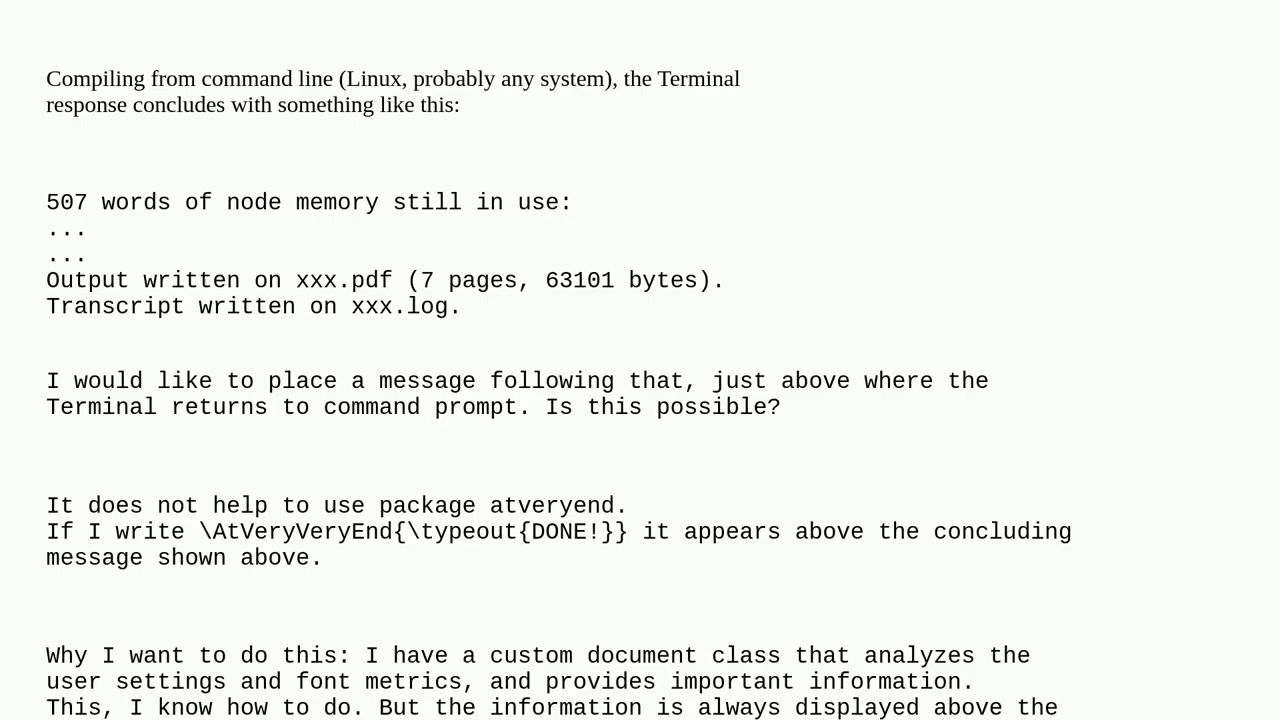 Compiling from command line (Linux, probably any system), the Terminal
response concludes with something like this:
507 words of node memory still in use:
...
...
Output written on xxx.pdf (7 pages, 63101 bytes).
Transcript written on xxx.log.
I would like to place a message following that, just above where the
Terminal returns to command prompt. Is this possible?
It does not help to use package atveryend.
If I write \AtVeryVeryEnd{\typeout{DONE!}} it appears above the concluding
message shown above.
Why I want to do this: I have a custom document class that analyzes the
user settings and font metrics, and provides important information.
This, I know how to do. But the information is always displayed above the